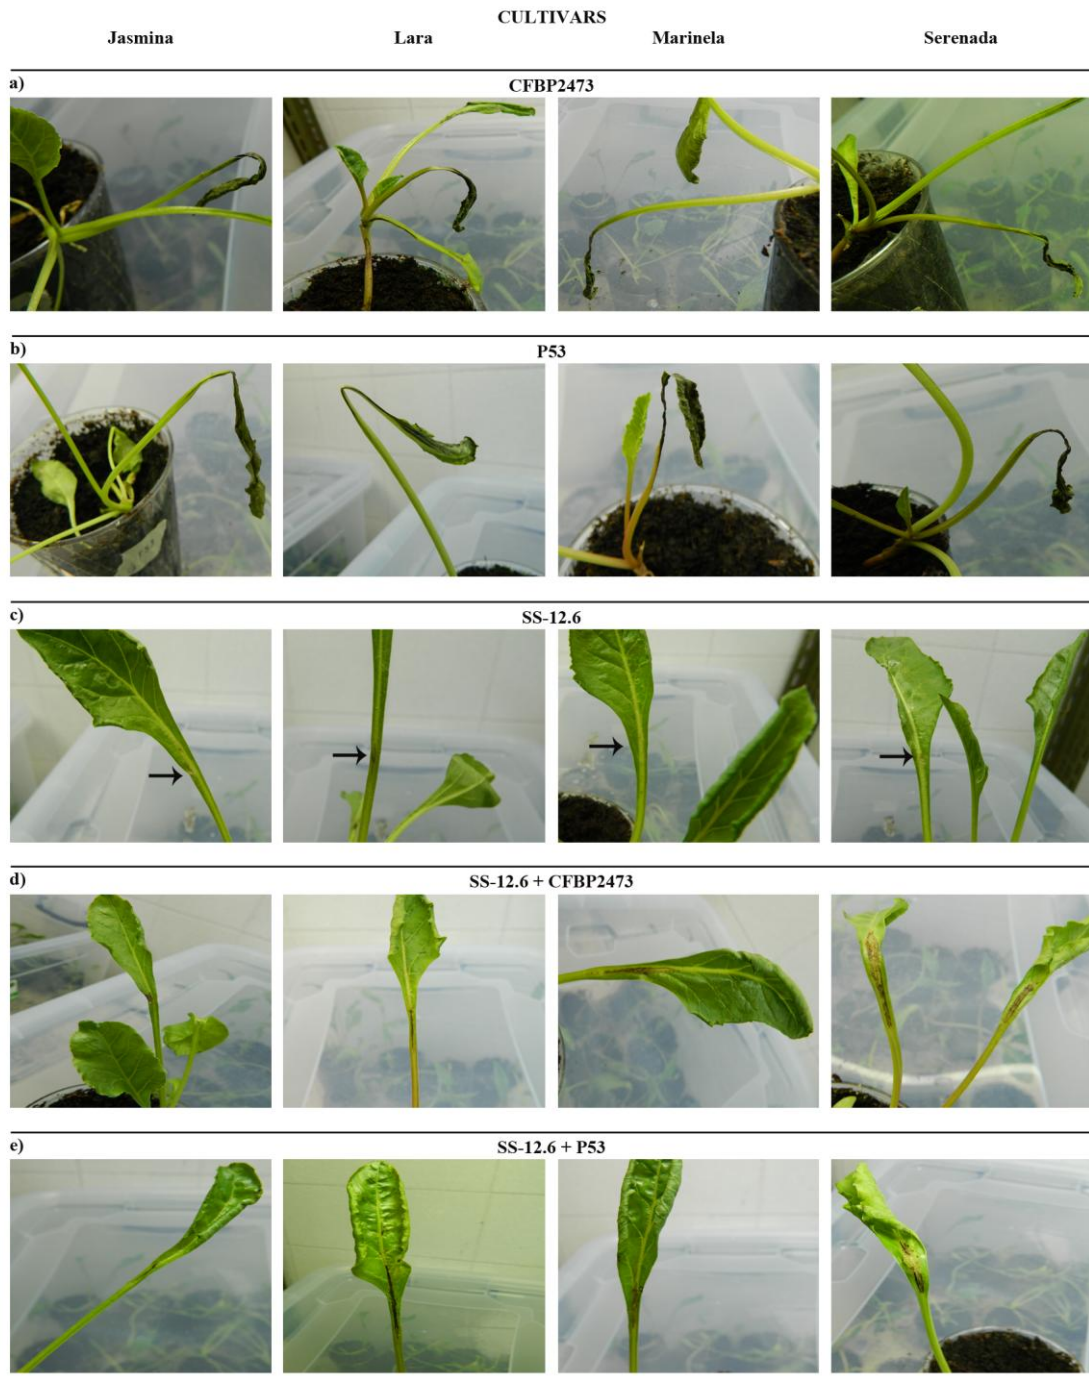 CULTIVARS
Jasmina Lara Marinela Serenada
a) CFBP2473
b) P53
c) SS-12.6
d) SS-12.6 + CFBP2473
e) SS-12.6 + P53